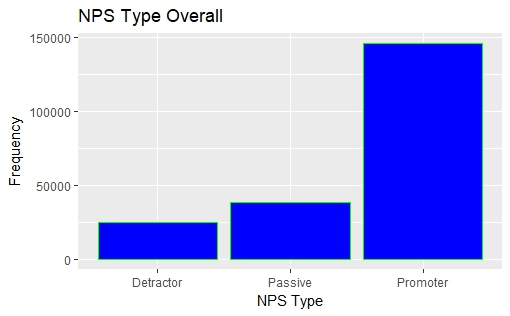 NPS Type Overall
150000
100000
50000
0
Frequency
Detractor Passive Promoter
NPS Type